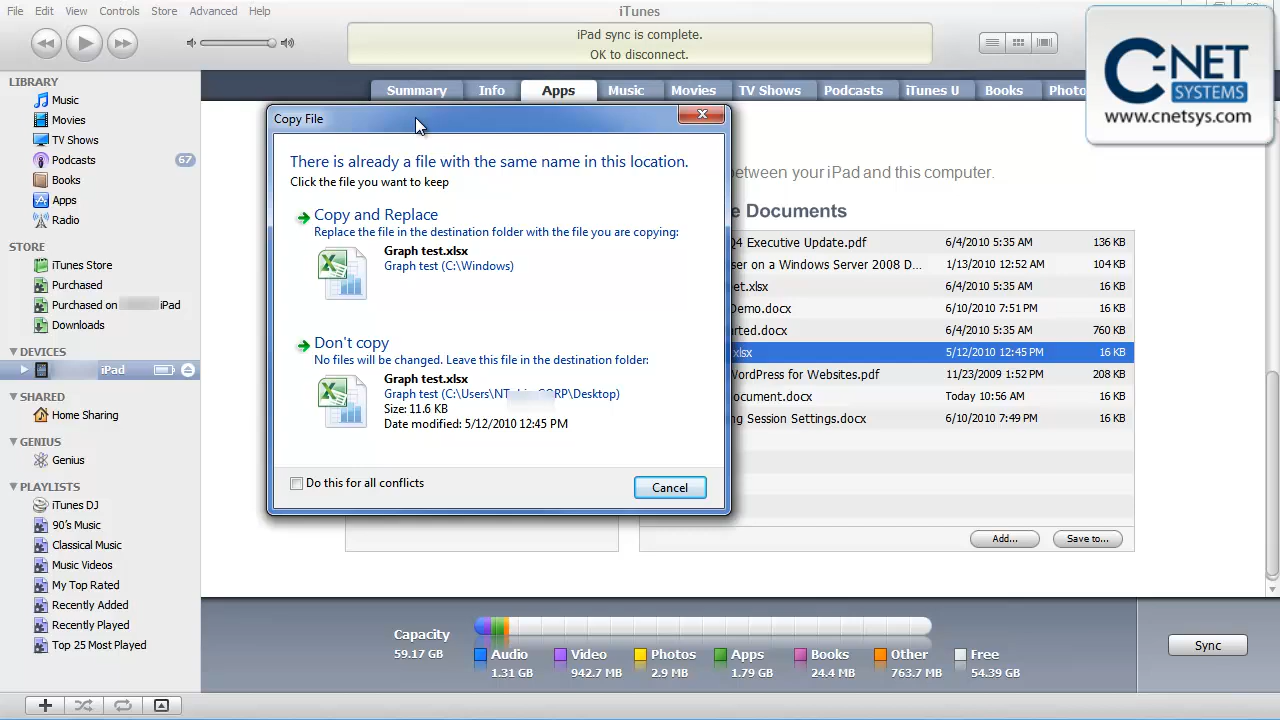 File Edit View Controls Store Advanced Help
iTunes
iPad sync is complete.
OK to disconnect.
C-NET
SYSTEMS
www.cnetsys.com
LIBRARY
Music
Movies
TV Shows
Podcasts 67
Books
Apps
Radio
STORE
iTunes Store
Purchased
Purchased on iPad
Downloads
DEVICES
iPad
SHARED
Home Sharing
GENIUS
Genius
PLAYLISTS
iTunes DJ
90's Music
Classical Music
Music Videos
My Top Rated
Recently Added
Recently Played
Top 25 Most Played
Summary Info Apps Music Movies TV Shows Podcasts iTunes U Books Photo
Copy File
There is already a file with the same name in this location.
Click the file you want to keep
Copy and Replace
Replace the file in the destination folder with the file you are copying:
Graph test.xlsx
Graph test (C:\Windows)
Don't copy
No files will be changed. Leave this file in the destination folder:
Graph test.xlsx
Graph test (C:\Users\ \Desktop)
Size: 11.6 KB
Date modified: 5/12/2010 12:45 PM
Do this for all conflicts
Cancel
between your iPad and this computer.
e Documents
Q4 Executive Update.pdf 6/4/2010 5:35 AM 136 KB
ser on a Windows Server 2008 D... 1/13/2010 12:52 AM 104 KB
et.xlsx 6/4/2010 5:35 AM 16 KB
Demo.docx 6/10/2010 7:51 PM 16 KB
arted.docx 6/4/2010 5:35 AM 760 KB
xlsx 5/12/2010 12:45 PM 16 KB
WordPress for Websites.pdf 11/23/2009 1:52 PM 208 KB
ocument.docx Today 10:56 AM 16 KB
ng Session Settings.docx 6/10/2010 7:49 PM 16 KB
Add... Save to...
Capacity
59.17 GB
Audio
1.31 GB
Video
942.7 MB
Photos
2.9 MB
Apps
1.79 GB
Books
24.4 MB
Other
763.7 MB
Free
54.39 GB
Sync